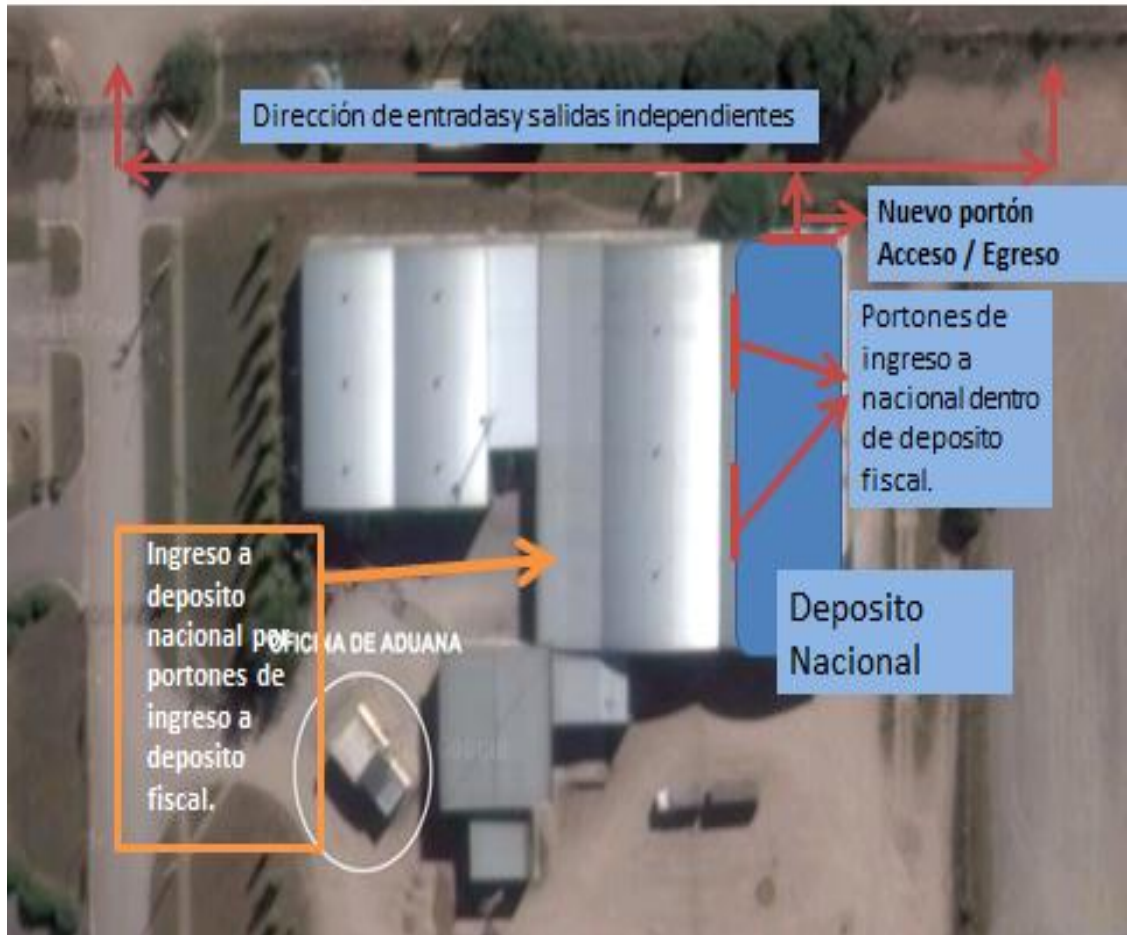 Dirección de entradas y salidas independientes
Nuevo portón
Acceso / Egreso
Portones de
ingreso a
nacional dentro
de deposito
fiscal.
Ingreso a
deposito
nacional por
portones de
ingreso a
deposito
fiscal.
OFICINA DE ADUANA
Deposito
Nacional